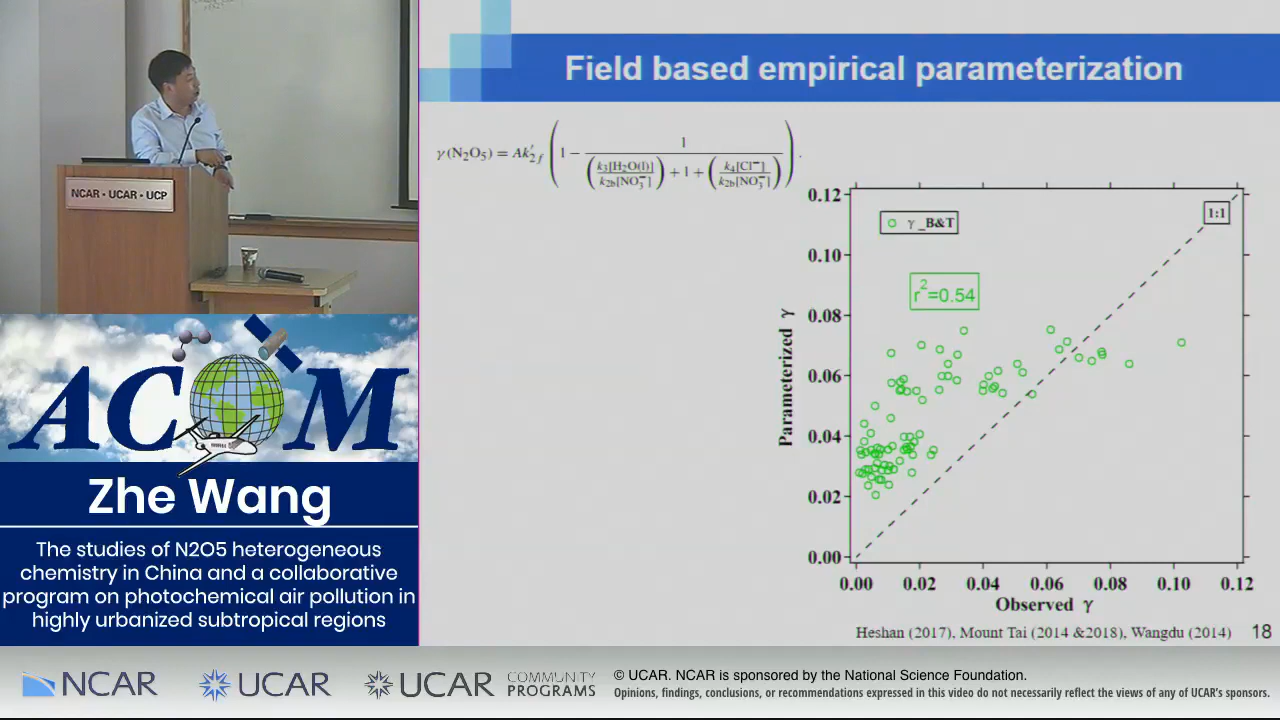 NCAR • UCAR • UCP
ACOM
Zhe Wang
The studies of N2O5 heterogeneous
chemistry in China and a collaborative
program on photochemical air pollution in
highly urbanized subtropical regions
Field based empirical parameterization
γ(N₂O₅) = Ak′₂f (1 − 1 / ((k₃[H₂O(l)] / k₂b[NO₃⁻]) + 1 + (k₄[Cl⁻] / k₂b[NO₃⁻]))).
γ_B&T
1:1
r²=0.54
0.12
0.10
0.08
0.06
0.04
0.02
0.00
Parameterized γ
0.00 0.02 0.04 0.06 0.08 0.10 0.12
Observed γ
Heshan (2017), Mount Tai (2014 &2018), Wangdu (2014) 18
NCAR
UCAR
UCAR
COMMUNITY
PROGRAMS
© UCAR. NCAR is sponsored by the National Science Foundation.
Opinions, findings, conclusions, or recommendations expressed in this video do not necessarily reflect the views of any of UCAR's sponsors.